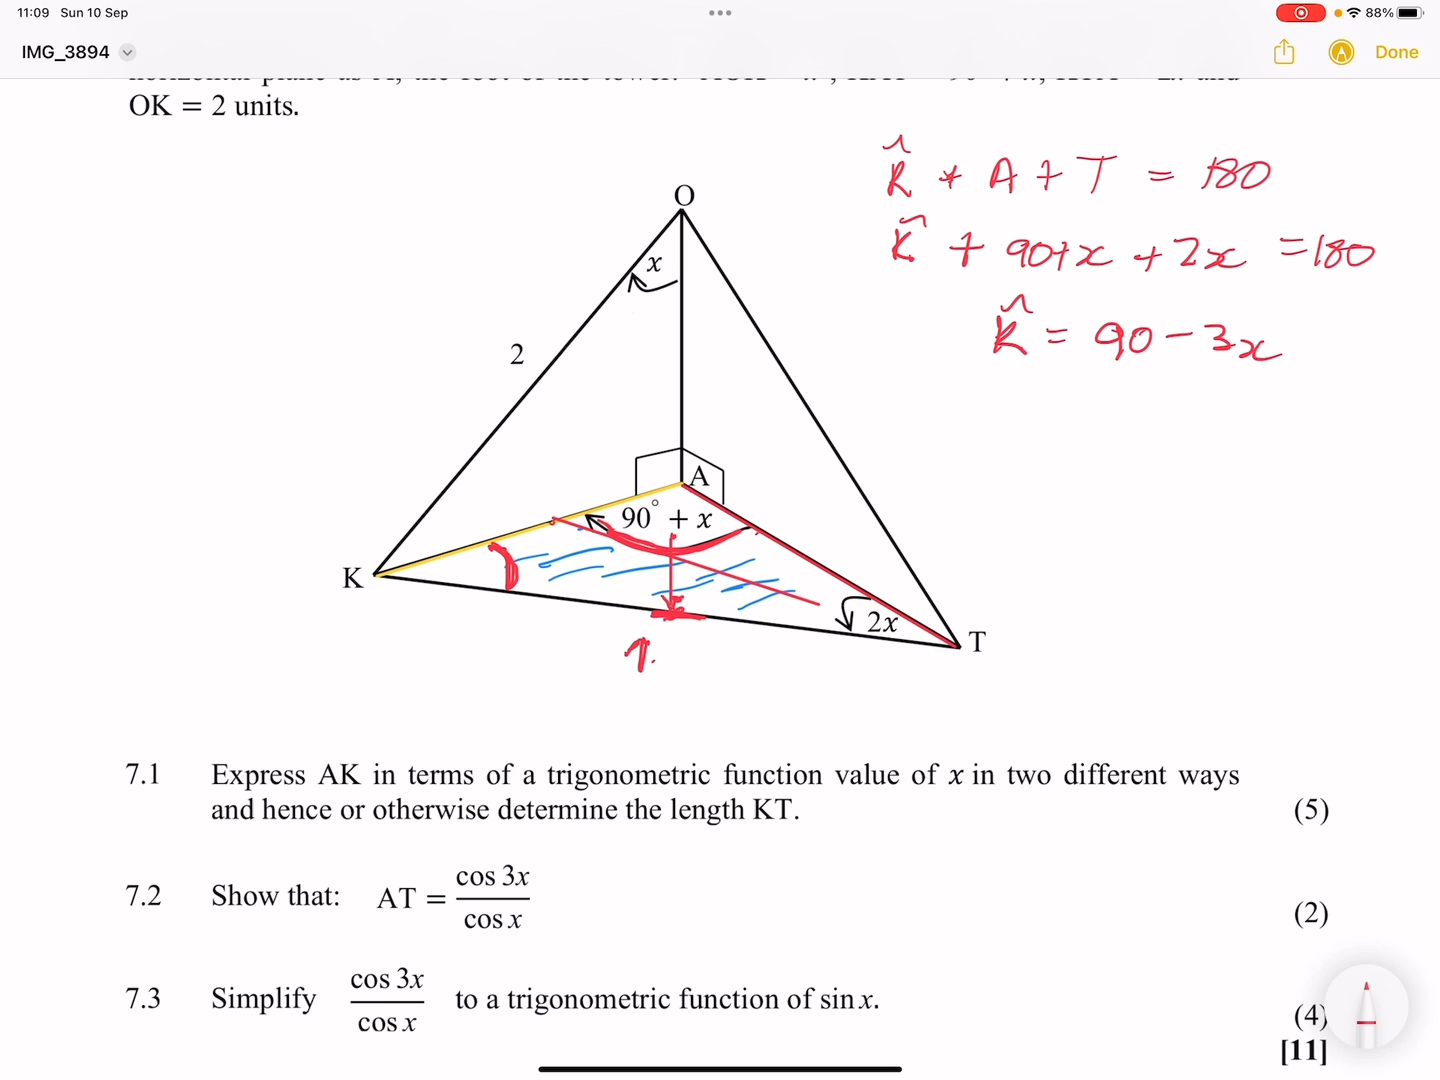 11:09 Sun 10 Sep
88%
IMG_3894
Done
OK = 2 units.
K̂ + A + T = 180
K̂ + 90+x + 2x = 180
K̂ = 90 - 3x
O
x
2
A
90° + x
K
2x
T
1.
7.1 Express AK in terms of a trigonometric function value of x in two different ways
and hence or otherwise determine the length KT. (5)
7.2 Show that: AT = cos 3x / cos x (2)
7.3 Simplify cos 3x / cos x to a trigonometric function of sin x. (4)
[11]